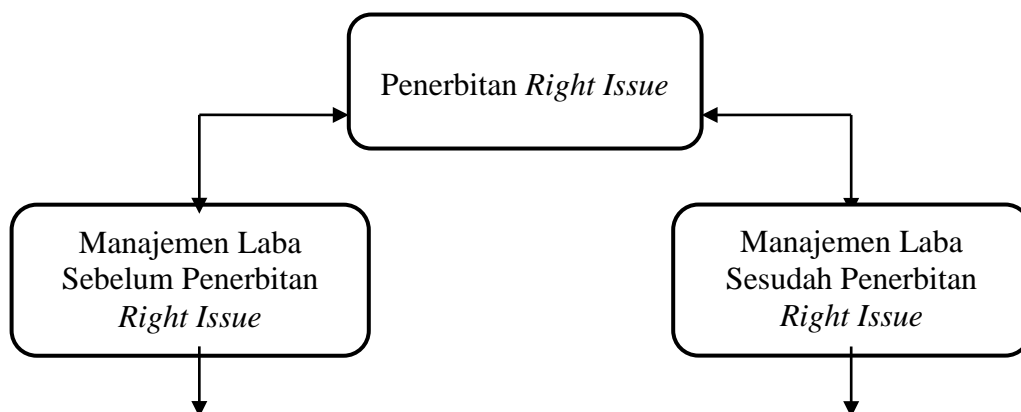 Penerbitan Right Issue
Manajemen Laba
Sebelum Penerbitan
Right Issue
Manajemen Laba
Sesudah Penerbitan
Right Issue